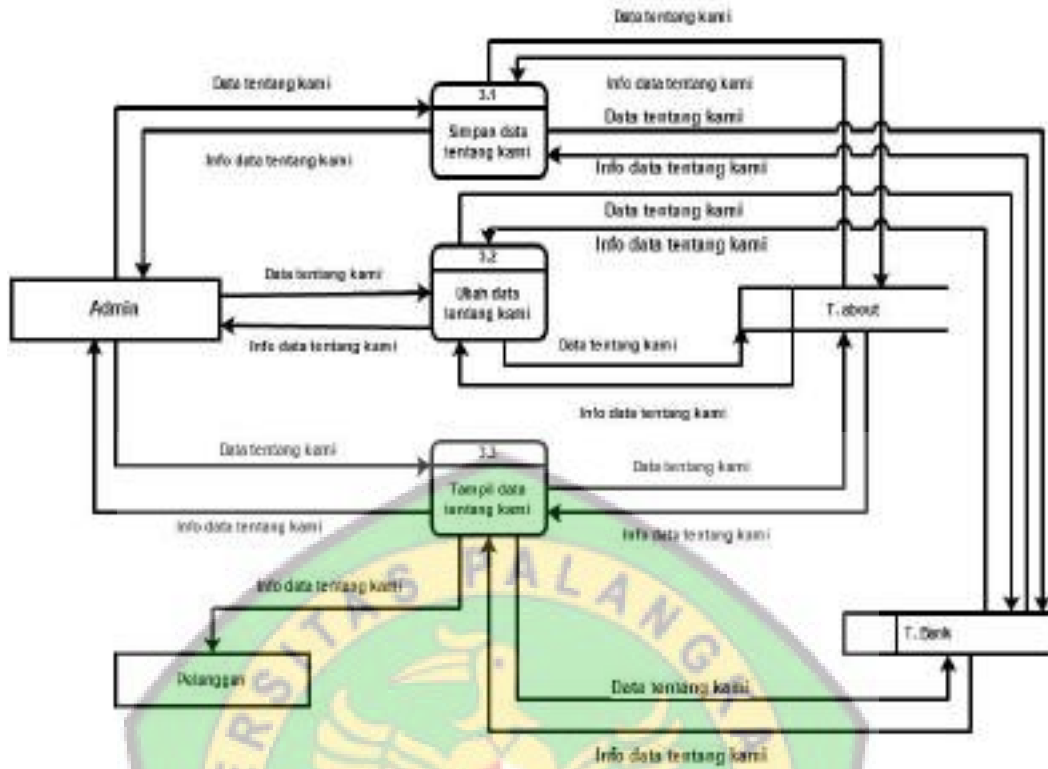 Data tentang kami
Data tentang kami
Info data tentang kami
3.1
Simpan data
tentang kami
Data tentang kami
Info data tentang kami
Info data tentang kami
Data tentang kami
Info data tentang kami
Data tentang kami
3.2
Ubah data
tentang kami
Admin
T. about
Info data tentang kami
Data tentang kami
Info data tentang kami
Data tentang kami
3.3
Data tentang kami
Tampil data
tentang kami
Info data tentang kami
Info data tentang kami
Info data tentang kami
T. Bank
Pelanggan
Data tentang kami
Info data tentang kami
ERSITAS PALANGKA